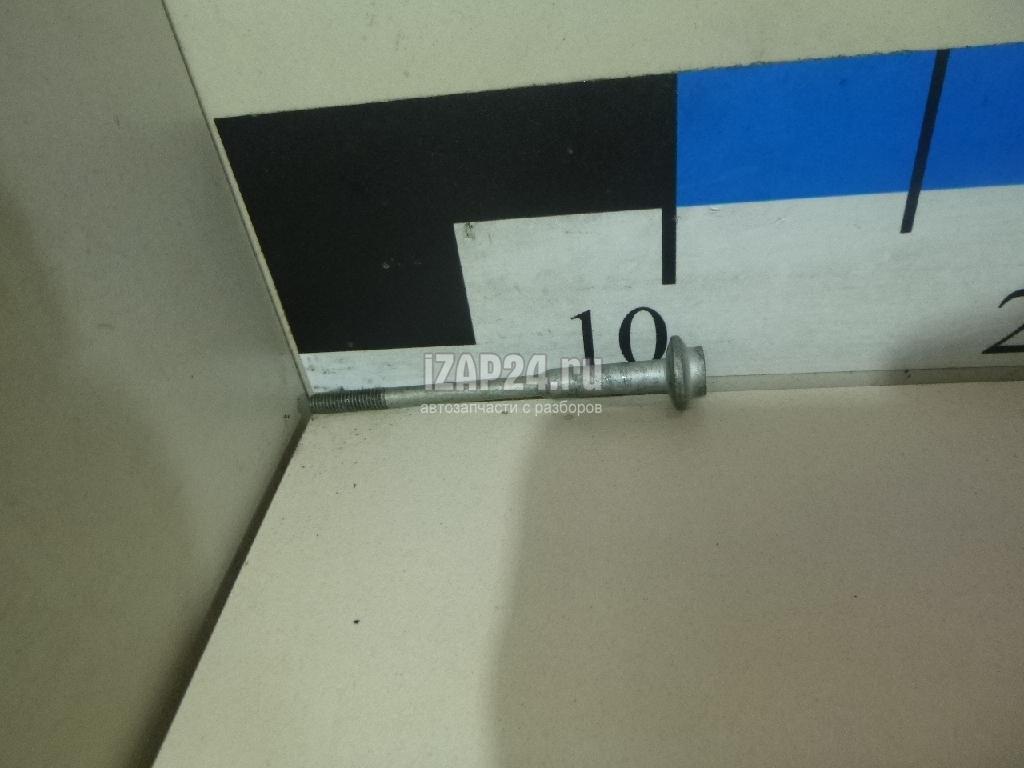 10
2
iZAP24.ru
автозапчасти с разборов